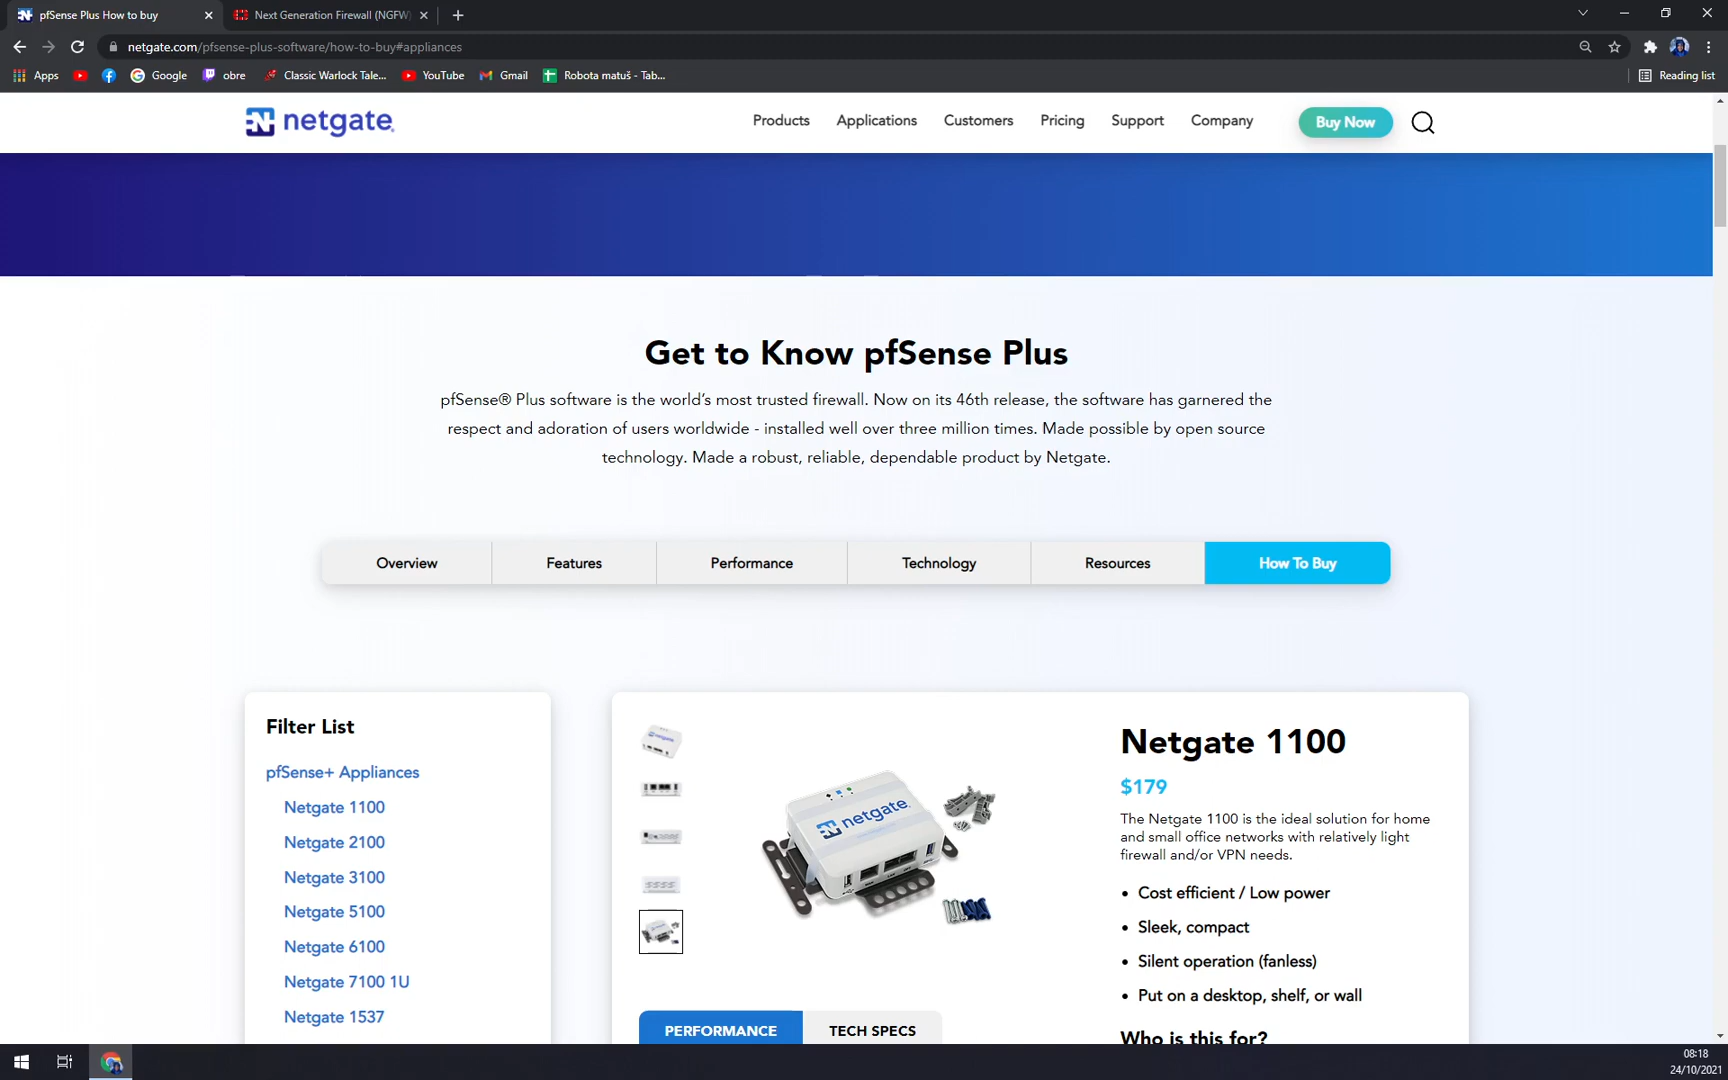 pfSense Plus How to buy
Next Generation Firewall (NGFW)
netgate.com/pfsense-plus-software/how-to-buy#appliances
Apps
Google
obre
Classic Warlock Tale...
YouTube
Gmail
Robota matuš - Tab...
Reading list
netgate
Products
Applications
Customers
Pricing
Support
Company
Buy Now
Get to Know pfSense Plus
pfSense® Plus software is the world's most trusted firewall. Now on its 46th release, the software has garnered the
respect and adoration of users worldwide - installed well over three million times. Made possible by open source
technology. Made a robust, reliable, dependable product by Netgate.
Overview
Features
Performance
Technology
Resources
How To Buy
Filter List
pfSense+ Appliances
Netgate 1100
Netgate 2100
Netgate 3100
Netgate 5100
Netgate 6100
Netgate 7100 1U
Netgate 1537
netgate
PERFORMANCE
TECH SPECS
Netgate 1100
$179
The Netgate 1100 is the ideal solution for home
and small office networks with relatively light
firewall and/or VPN needs.
• Cost efficient / Low power
• Sleek, compact
• Silent operation (fanless)
• Put on a desktop, shelf, or wall
Who is this for?
08:18
24/10/2021